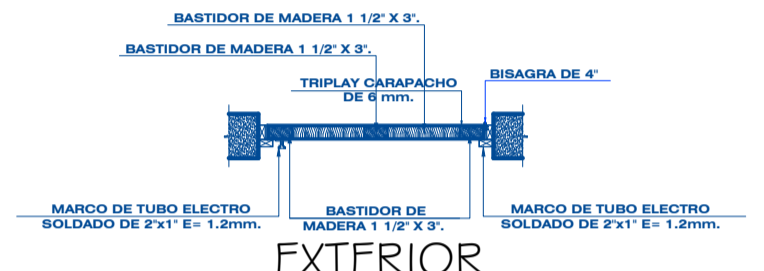 BASTIDOR DE MADERA 1 1/2" X 3".
BASTIDOR DE MADERA 1 1/2" X 3".
TRIPLAY CARAPACHO
DE 6 mm.
BISAGRA DE 4"
MARCO DE TUBO ELECTRO
SOLDADO DE 2"x1" E= 1.2mm.
BASTIDOR DE
MADERA 1 1/2" X 3".
MARCO DE TUBO ELECTRO
SOLDADO DE 2"x1" E= 1.2mm.
EXTERIOR